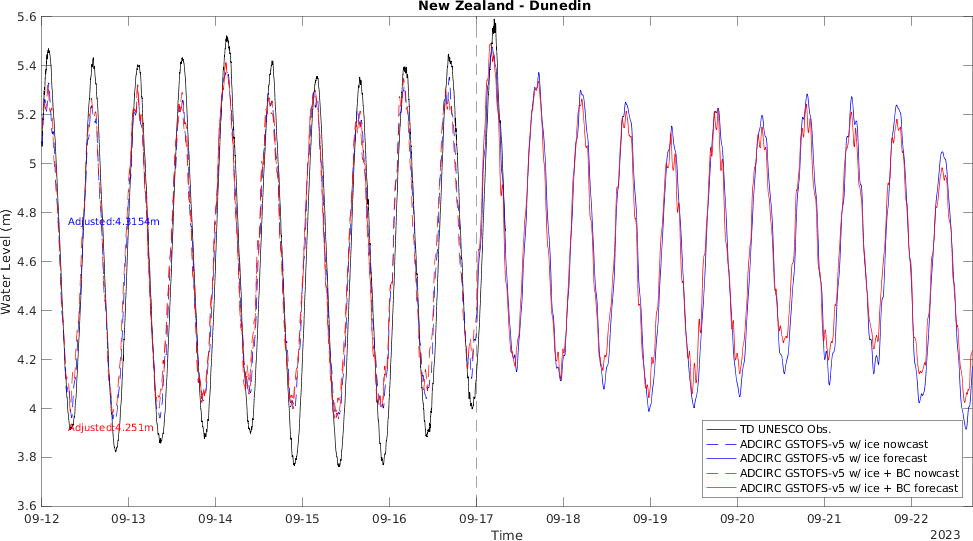 New Zealand - Dunedin
5.6
5.4
5.2
5
4.8
4.6
4.4
4.2
4
3.8
3.6
Water Level (m)
Adjusted:4.3154m
Adjusted:4.251m
TD UNESCO Obs.
ADCIRC GSTOFS-v5 w/ ice nowcast
ADCIRC GSTOFS-v5 w/ ice forecast
ADCIRC GSTOFS-v5 w/ ice + BC nowcast
ADCIRC GSTOFS-v5 w/ ice + BC forecast
09-12 09-13 09-14 09-15 09-16 09-17 09-18 09-19 09-20 09-21 09-22
Time
2023